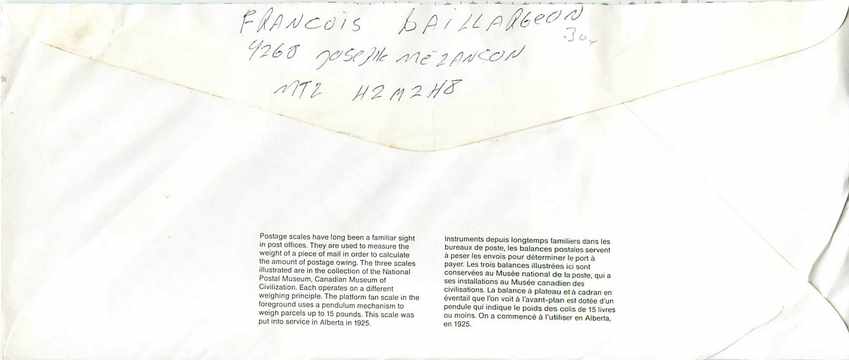 FRANCOIS BAILLARGEON
4260 JOSEPH MEZANCON
MTL H2M2H8
Postage scales have long been a familiar sight
in post offices. They are used to measure the
weight of a piece of mail in order to calculate
the amount of postage owing. The three scales
illustrated are in the collection of the National
Postal Museum, Canadian Museum of
Civilization. Each operates on a different
weighing principle. The platform fan scale in the
foreground uses a pendulum mechanism to
weigh parcels up to 15 pounds. This scale was
put into service in Alberta in 1925.
Instruments depuis longtemps familiers dans les
bureaux de poste, les balances postales servent
à peser les envois pour déterminer le port à
payer. Les trois balances illustrées ici sont
conservées au Musée national de la poste, qui a
ses installations au Musée canadien des
civilisations. La balance à plateau et à cadran en
éventail que l'on voit à l'avant-plan est dotée d'un
pendule qui indique le poids des colis de 15 livres
ou moins. On a commencé à l'utiliser en Alberta,
en 1925.